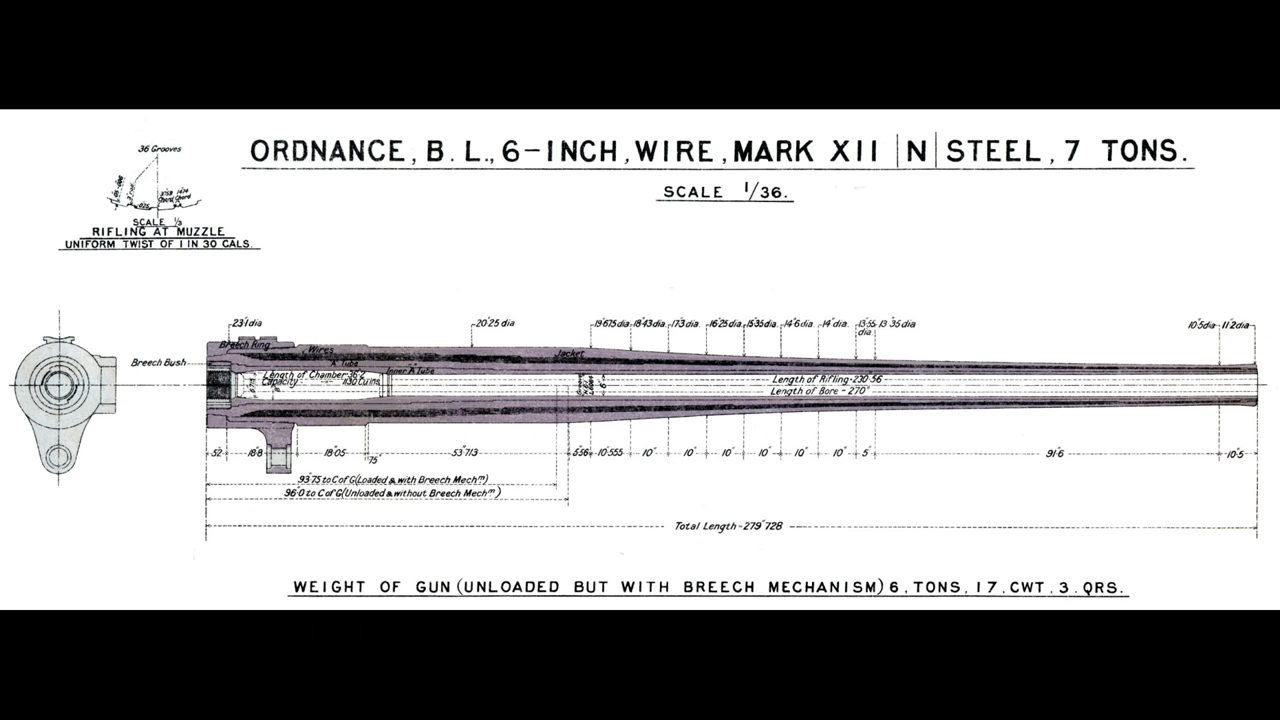 ORDNANCE, B. L., 6-INCH, WIRE, MARK XII |N| STEEL, 7 TONS.
SCALE 1/36.
36 Grooves
SCALE 1/3
RIFLING AT MUZZLE
UNIFORM TWIST OF 1 IN 30 CALS.
23·1 dia
20"25 dia
19"675 dia
18"43 dia
17"3 dia
16"25 dia
15"35 dia
14"6 dia
14" dia
13"55 dia
13"35 dia
10"5 dia
11"2 dia
Breech Ring
Wires
Jacket
Breech Bush
A Tube
Inner A Tube
Length of Chamber 36"2
Capacity
Length of Rifling-230"56
Length of Bore - 270"
5"2
18"8
18"05
"75
53"713
5"56
10"555
10"
10"
10"
10"
10"
10"
5"
91"6
10"5
93"75 to C of G (Loaded & with Breech Mechm)
96"0 to C of G (Unloaded & without Breech Mechm)
Total Length-279"728
WEIGHT OF GUN (UNLOADED BUT WITH BREECH MECHANISM) 6, TONS, 17, CWT, 3, QRS.